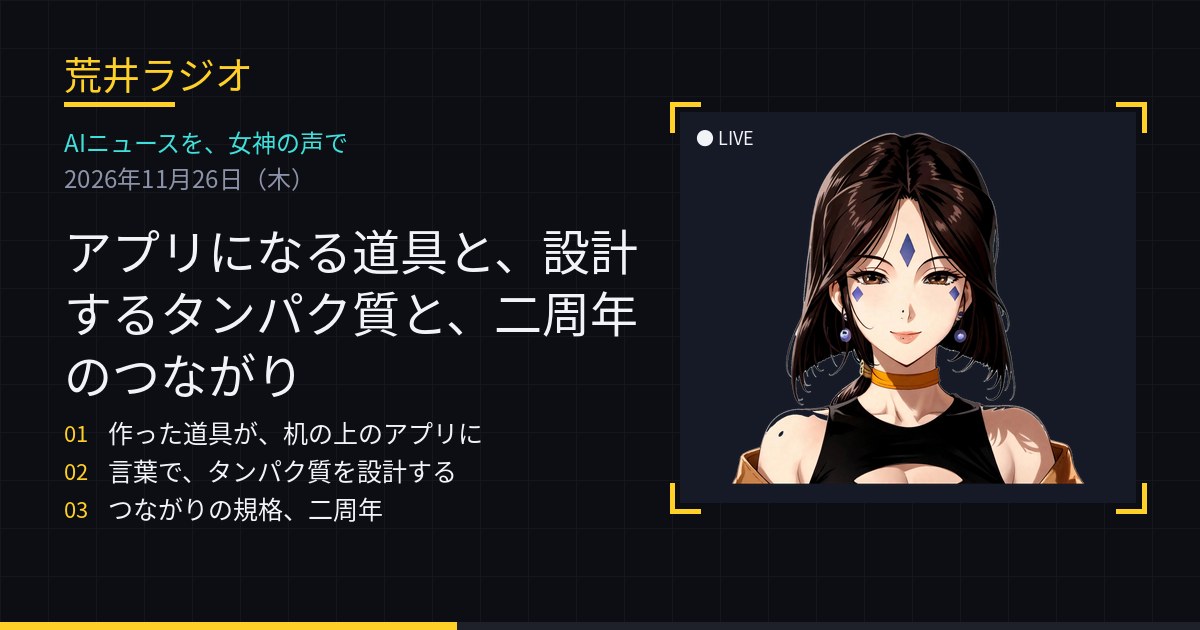 荒井ラジオ
AIニュースを、女神の声で
2026年11月26日（木）
アプリになる道具と、設計
するタンパク質と、二周年
のつながり
01 作った道具が、机の上のアプリに
02 言葉で、タンパク質を設計する
03 つながりの規格、二周年
LIVE